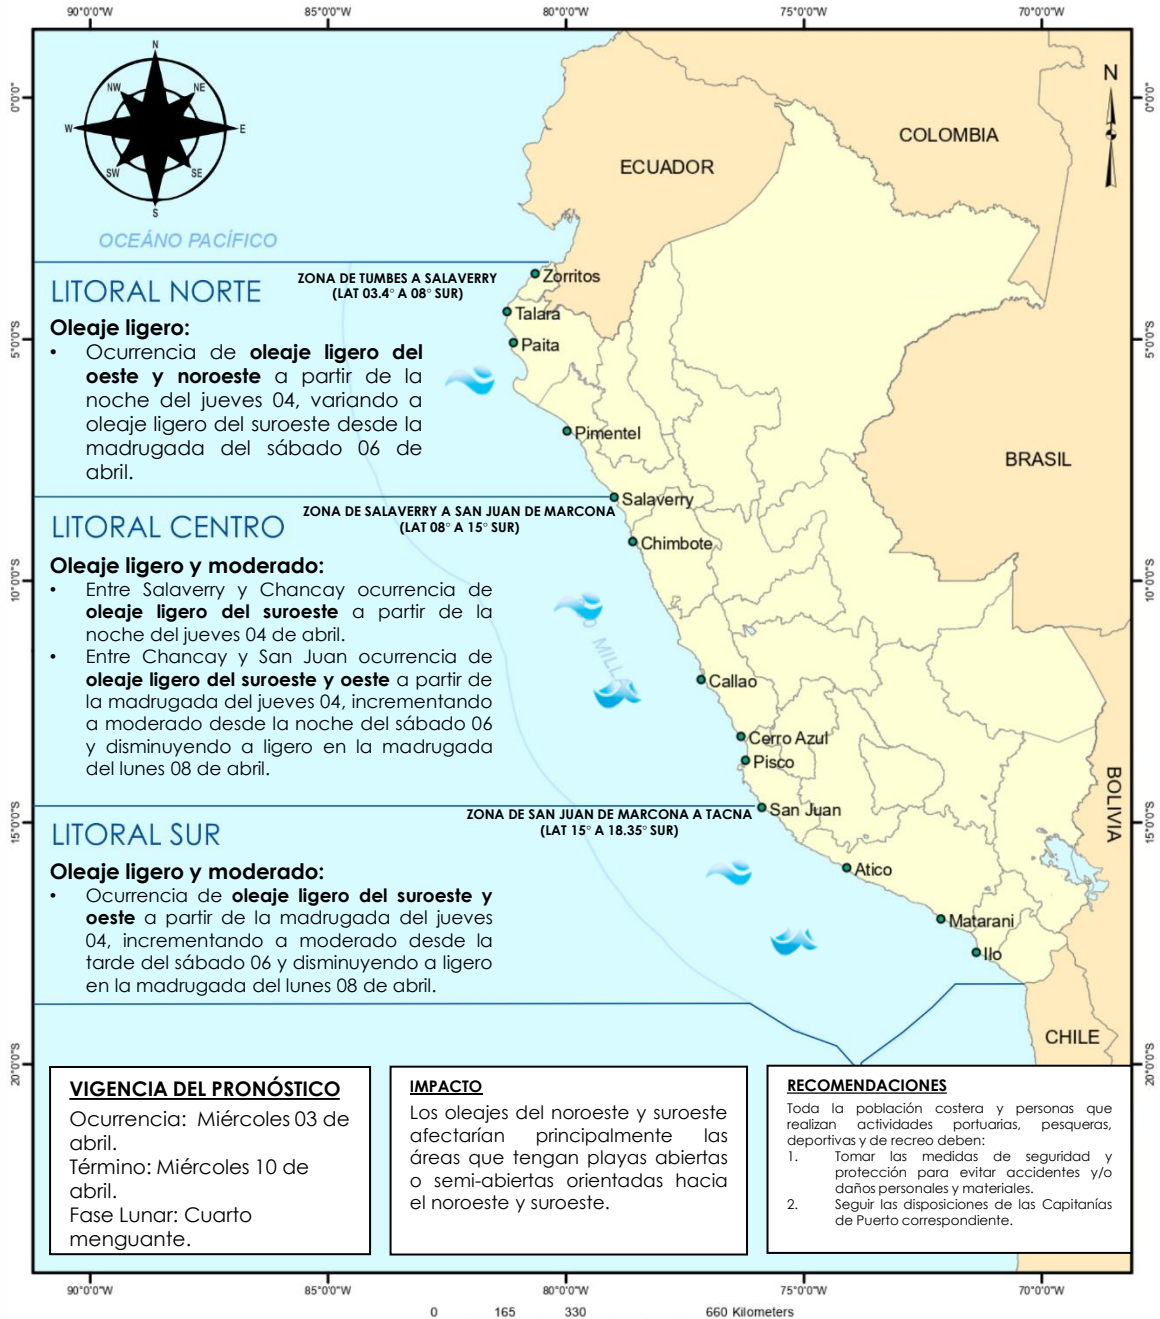 90°0'0"W 85°0'0"W 80°0'0"W 75°0'0"W 70°0'0"W
N
NW NE
W E
SW SE
S
N
0°0'0"
0°0'0"
COLOMBIA
ECUADOR
OCEÁNO PACÍFICO
LITORAL NORTE
ZONA DE TUMBES A SALAVERRY
(LAT 03.4° A 08° SUR)
Zorritos
Talara
Paita
5°0'0"S
5°0'0"S
Oleaje ligero:
• Ocurrencia de oleaje ligero del
oeste y noroeste a partir de la
noche del jueves 04, variando a
oleaje ligero del suroeste desde la
madrugada del sábado 06 de
abril.
Pimentel
BRASIL
Salaverry
LITORAL CENTRO
ZONA DE SALAVERRY A SAN JUAN DE MARCONA
(LAT 08° A 15° SUR)
Chimbote
Oleaje ligero y moderado:
• Entre Salaverry y Chancay ocurrencia de
oleaje ligero del suroeste a partir de la
noche del jueves 04 de abril.
• Entre Chancay y San Juan ocurrencia de
oleaje ligero del suroeste y oeste a partir de
la madrugada del jueves 04, incrementando
a moderado desde la noche del sábado 06
y disminuyendo a ligero en la madrugada
del lunes 08 de abril.
10°0'0"S
10°0'0"S
Callao
Cerro Azul
Pisco
San Juan
BOLIVIA
15°0'0"S
15°0'0"S
LITORAL SUR
ZONA DE SAN JUAN DE MARCONA A TACNA
(LAT 15° A 18.35° SUR)
Oleaje ligero y moderado:
• Ocurrencia de oleaje ligero del suroeste y
oeste a partir de la madrugada del jueves
04, incrementando a moderado desde la
tarde del sábado 06 y disminuyendo a ligero
en la madrugada del lunes 08 de abril.
Atico
Matarani
Ilo
CHILE
20°0'0"S
20°0'0"S
VIGENCIA DEL PRONÓSTICO
Ocurrencia: Miércoles 03 de
abril.
Término: Miércoles 10 de
abril.
Fase Lunar: Cuarto
menguante.
IMPACTO
Los oleajes del noroeste y suroeste
afectarían principalmente las
áreas que tengan playas abiertas
o semi-abiertas orientadas hacia
el noroeste y suroeste.
RECOMENDACIONES
Toda la población costera y personas que
realizan actividades portuarias, pesqueras,
deportivas y de recreo deben:
1. Tomar las medidas de seguridad y
protección para evitar accidentes y/o
daños personales y materiales.
2. Seguir las disposiciones de las Capitanías
de Puerto correspondiente.
90°0'0"W 85°0'0"W 80°0'0"W 75°0'0"W 70°0'0"W
0 165 330 660 Kilometers